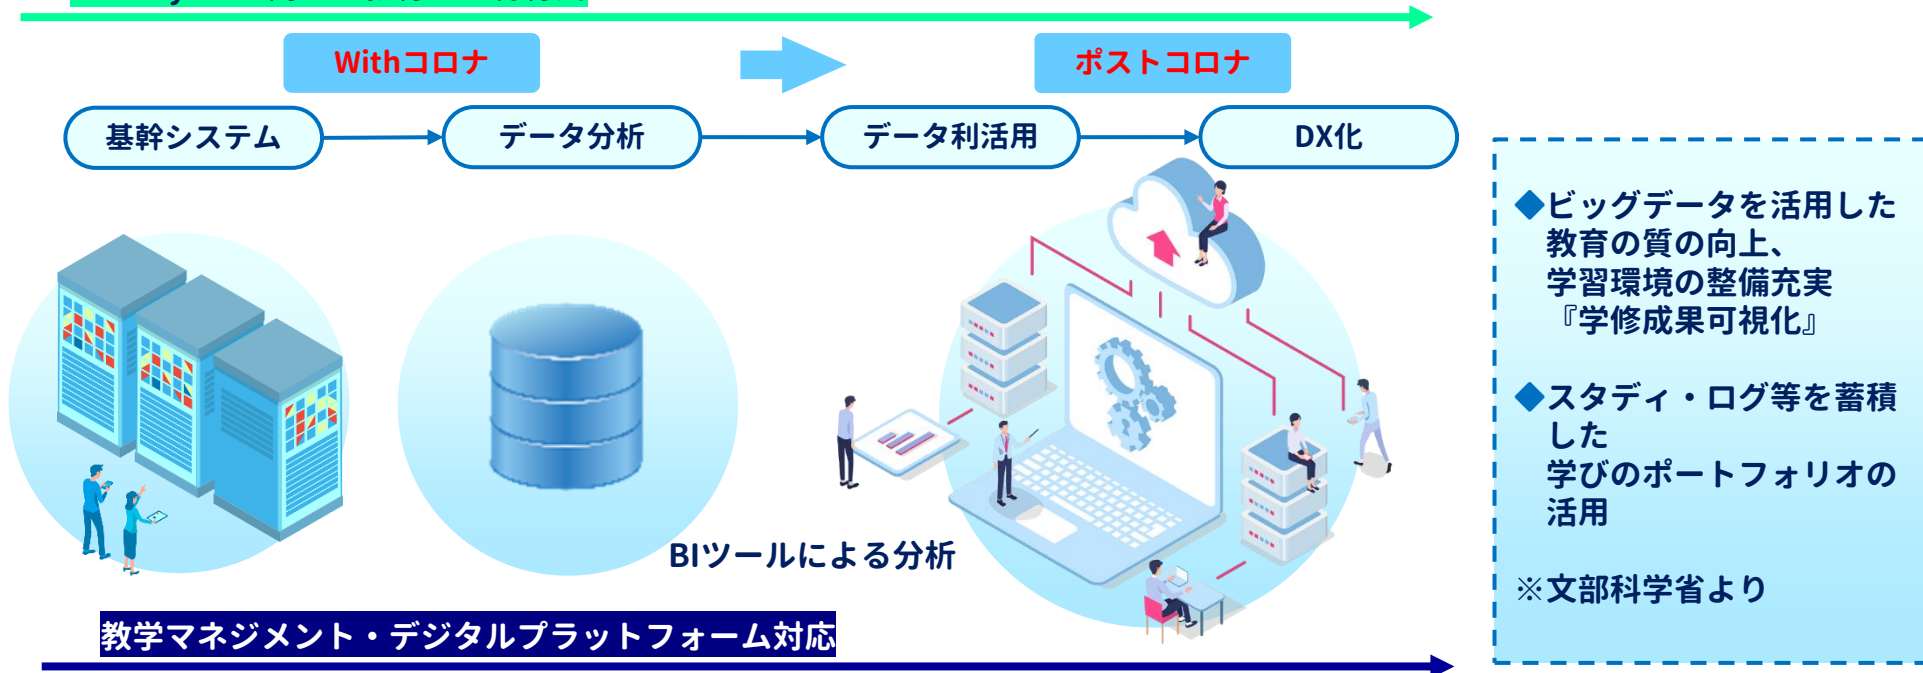 Withコロナ
ポストコロナ
基幹システム
データ分析
データ利活用
DX化
◆ビッグデータを活用した
教育の質の向上、
学習環境の整備充実
『学修成果可視化』
◆スタディ・ログ等を蓄積
した
学びのポートフォリオの
活用
※文部科学省より
BIツールによる分析
教学マネジメント・デジタルプラットフォーム対応